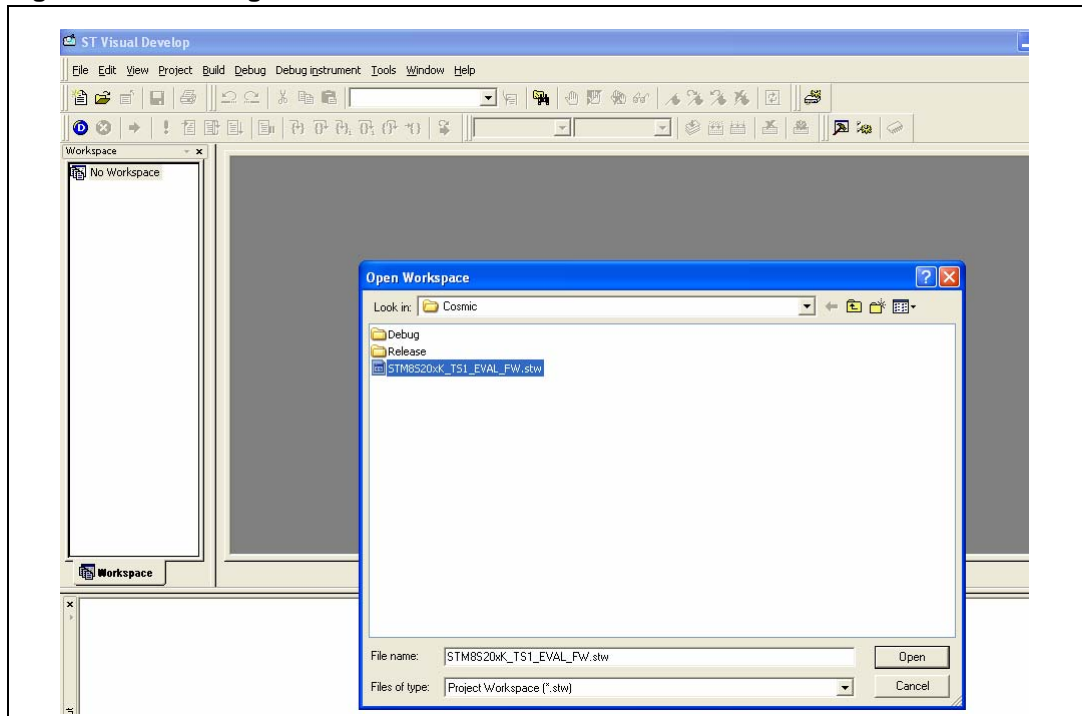 ST Visual Develop
File Edit View Project Build Debug Debug instrument Tools Window Help
Workspace
No Workspace
Open Workspace
Look in: Cosmic
Debug
Release
STM8S20xK_TS1_EVAL_FW.stw
Workspace
File name: STM8S20xK_TS1_EVAL_FW.stw Open
Files of type: Project Workspace (*.stw) Cancel